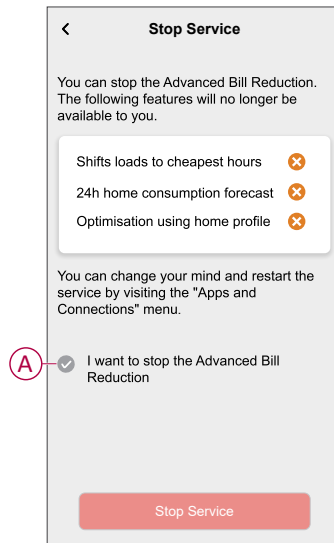 Stop Service
You can stop the Advanced Bill Reduction.
The following features will no longer be
available to you.
Shifts loads to cheapest hours
24h home consumption forecast
Optimisation using home profile
You can change your mind and restart the
service by visiting the "Apps and
Connections" menu.
A
I want to stop the Advanced Bill
Reduction
Stop Service